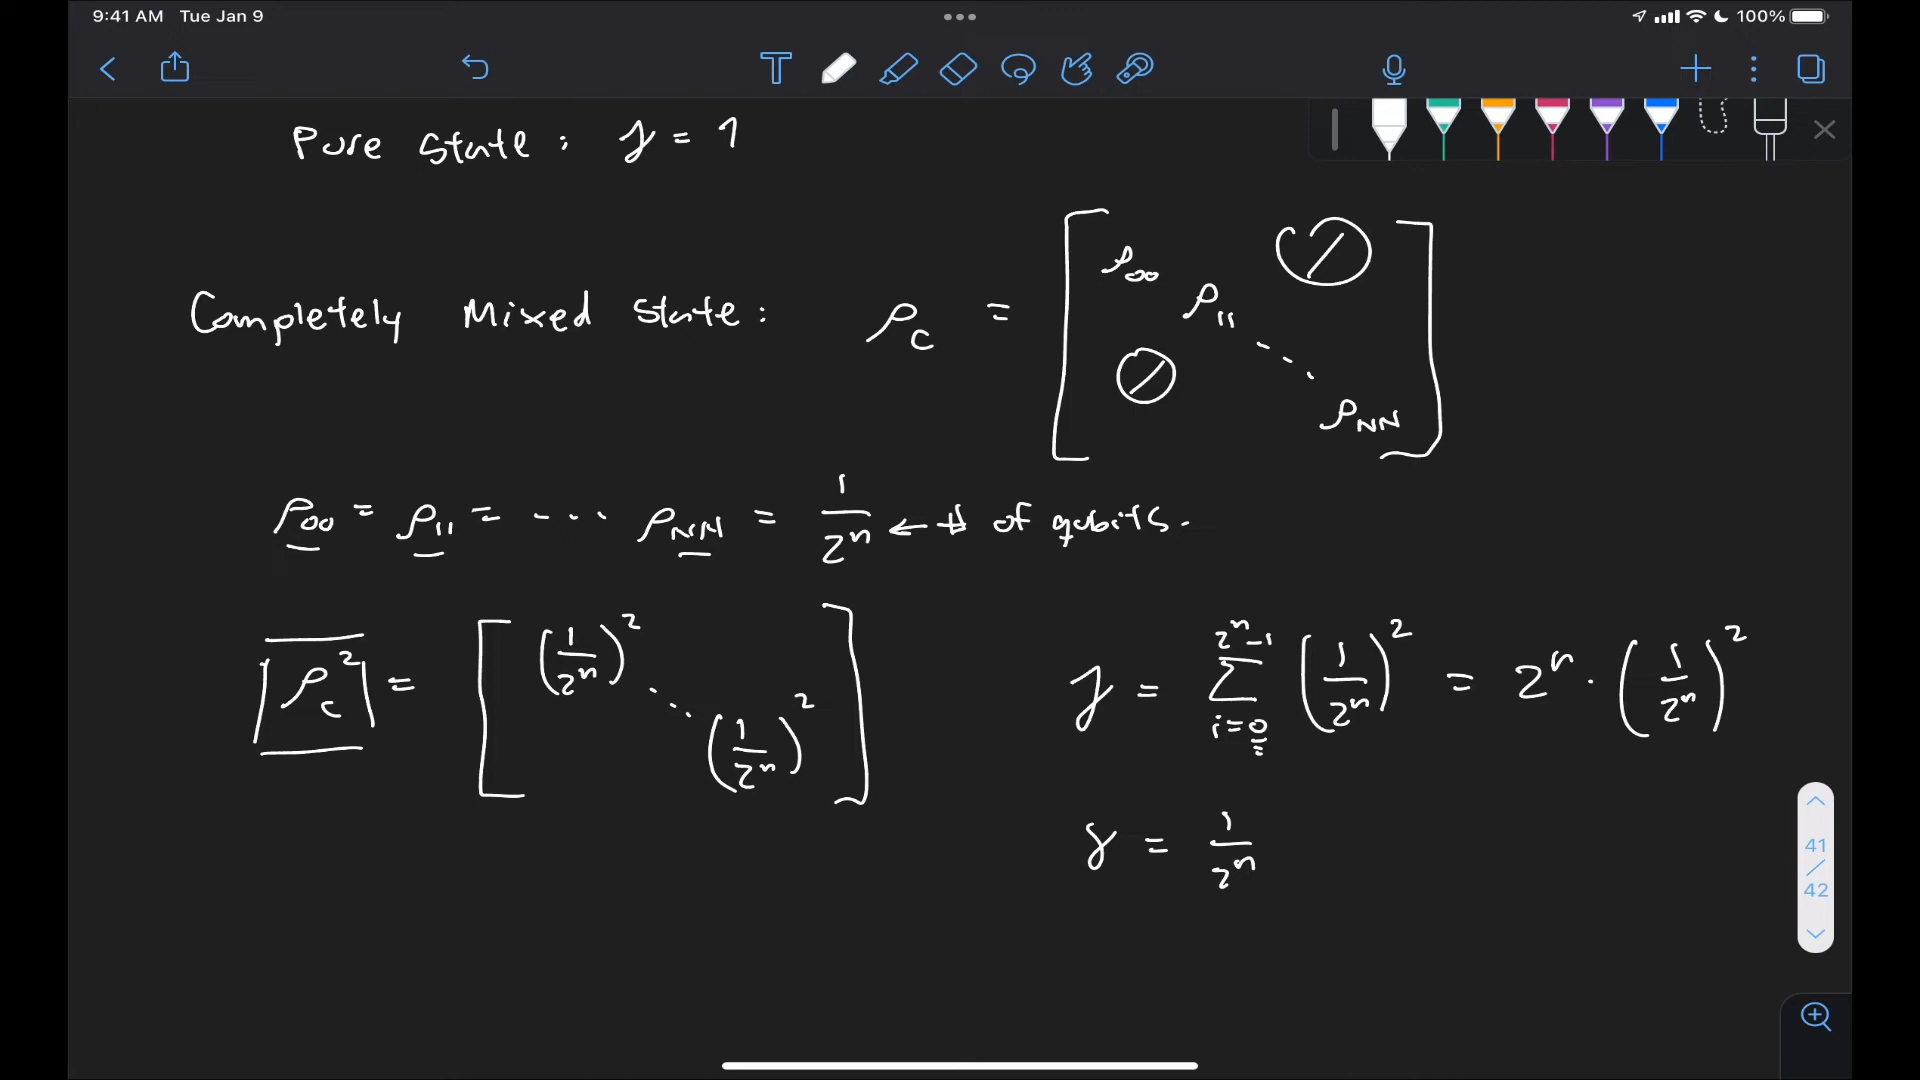 9:41 AM Tue Jan 9
100%
Pure State: γ = 1
Completely Mixed State: ρ_C = [ρ_00 ρ_11 ⋱ ρ_NN] ∅ ∅
ρ_00 = ρ_11 = ... ρ_NN = 1/2^n ← # of qubits.
|ρ_C^2| = [(1/2^n)^2 ⋱ (1/2^n)^2]
γ = Σ_{i=0}^{2^n-1} (1/2^n)^2 = 2^n · (1/2^n)^2
γ = 1/2^n
41
/
42